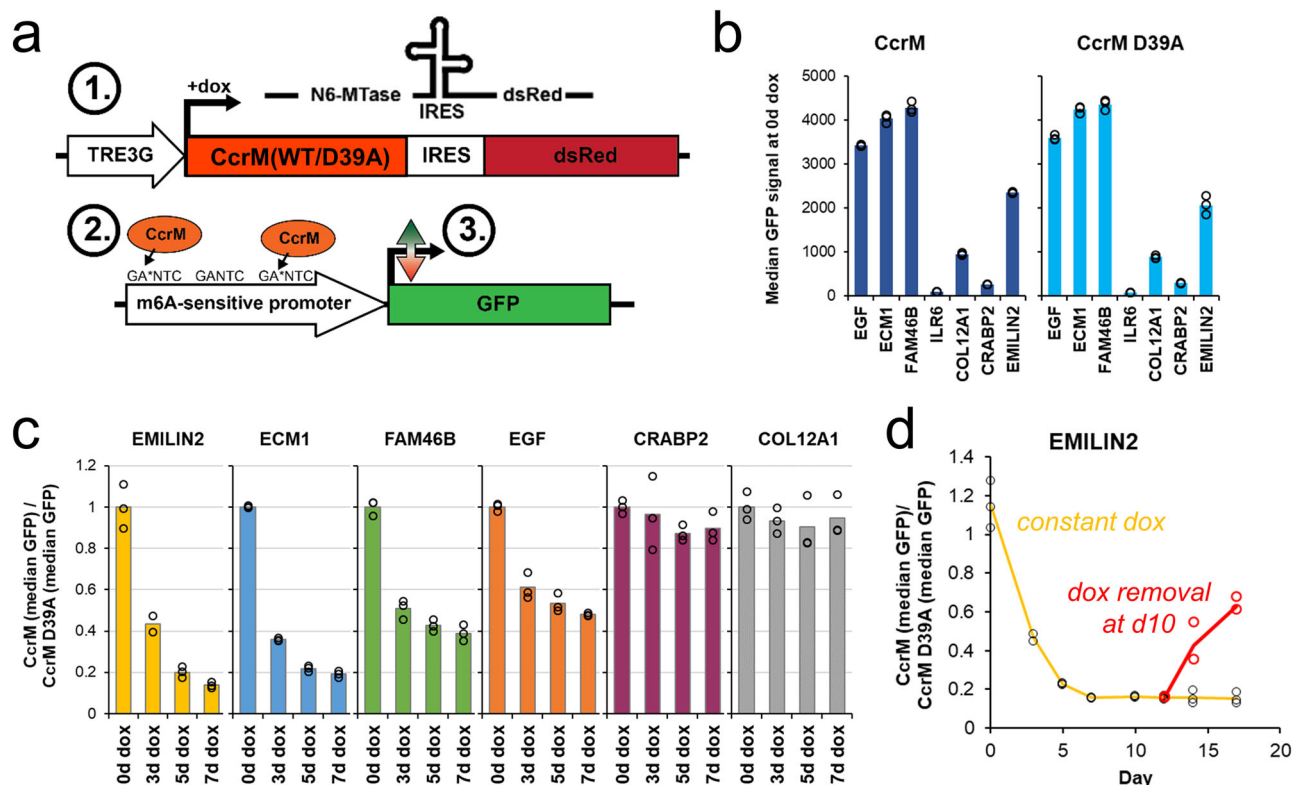 a
1.
+dox
N6-MTase
IRES
dsRed
TRE3G
CcrM(WT/D39A)
IRES
dsRed
2.
CcrM
CcrM
3.
GA*NTC GANTC GA*NTC
m6A-sensitive promoter
GFP
b
CcrM
CcrM D39A
Median GFP signal at 0d dox
5000
4000
3000
2000
1000
0
EGF
ECM1
FAM46B
ILR6
COL12A1
CRABP2
EMILIN2
EGF
ECM1
FAM46B
ILR6
COL12A1
CRABP2
EMILIN2
c
EMILIN2
ECM1
FAM46B
EGF
CRABP2
COL12A1
CcrM (median GFP) /
CcrM D39A (median GFP)
1.2
1
0.8
0.6
0.4
0.2
0
0d dox
3d dox
5d dox
7d dox
0d dox
3d dox
5d dox
7d dox
0d dox
3d dox
5d dox
7d dox
0d dox
3d dox
5d dox
7d dox
0d dox
3d dox
5d dox
7d dox
0d dox
3d dox
5d dox
7d dox
d
EMILIN2
CcrM (median GFP)/
CcrM D39A (median GFP)
1.4
1.2
1
0.8
0.6
0.4
0.2
0
constant dox
dox removal
at d10
0
5
10
15
20
Day